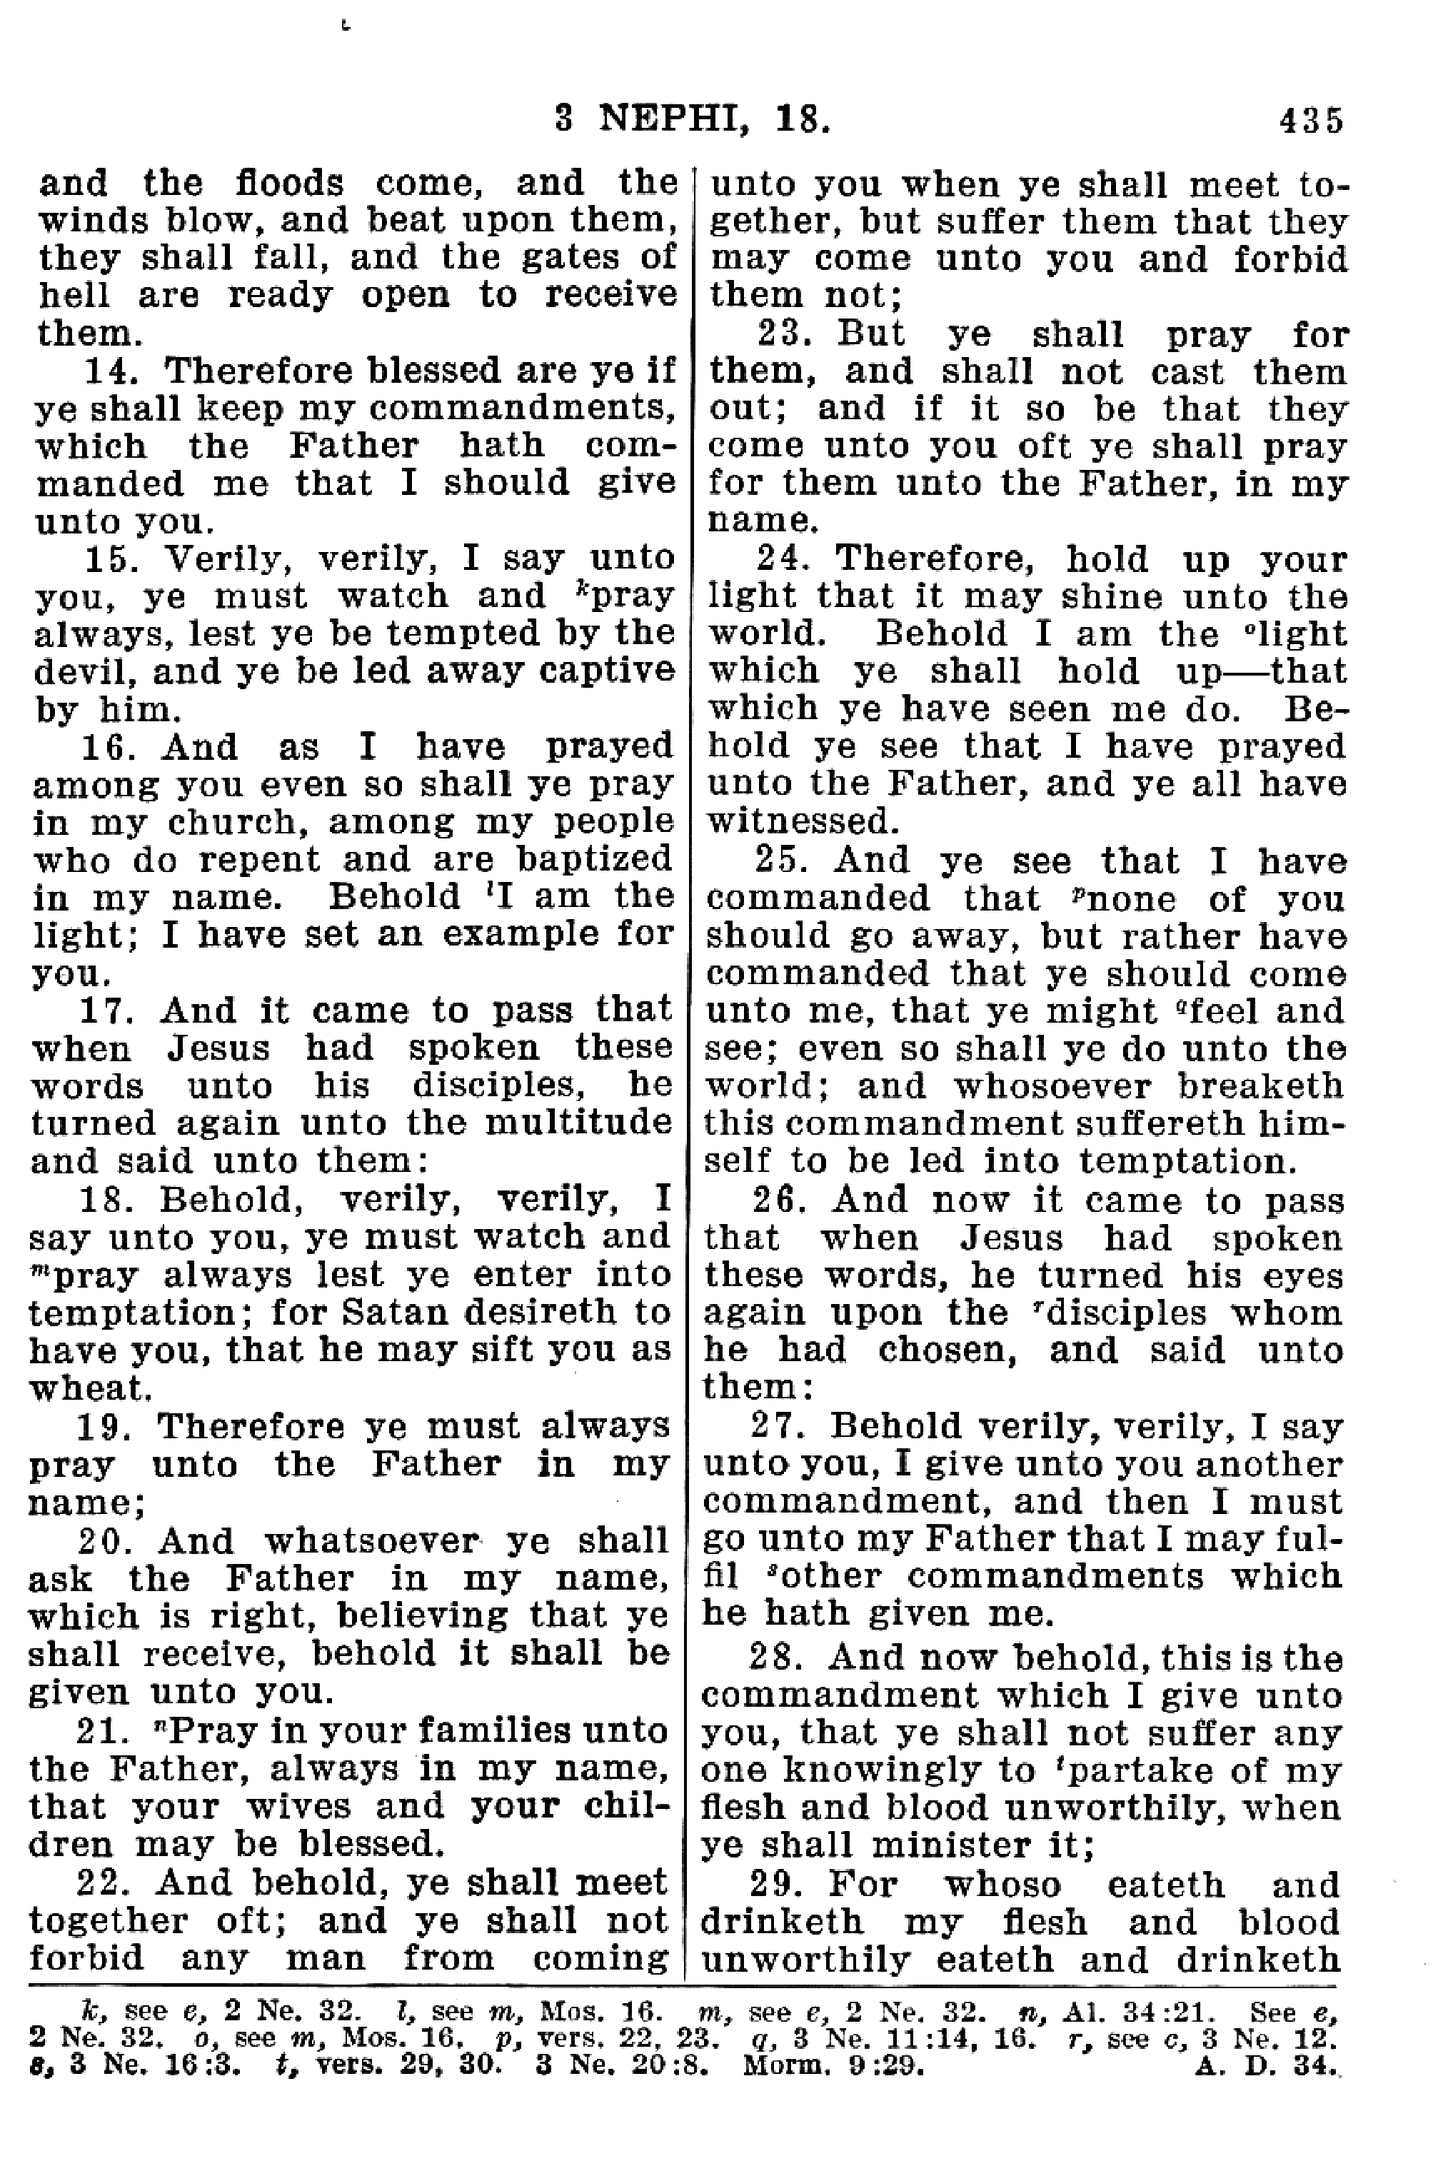 3 NEPHI, 18.
435
and the floods come, and the
winds blow, and beat upon them,
they shall fall, and the gates of
hell are ready open to receive
them.
14. Therefore blessed are ye if
ye shall keep my commandments,
which the Father hath com-
manded me that I should give
unto you.
15. Verily, verily, I say unto
you, ye must watch and kpray
always, lest ye be tempted by the
devil, and ye be led away captive
by him.
16. And as I have prayed
among you even so shall ye pray
in my church, among my people
who do repent and are baptized
in my name. Behold lI am the
light; I have set an example for
you.
17. And it came to pass that
when Jesus had spoken these
words unto his disciples, he
turned again unto the multitude
and said unto them:
18. Behold, verily, verily, I
say unto you, ye must watch and
mpray always lest ye enter into
temptation; for Satan desireth to
have you, that he may sift you as
wheat.
19. Therefore ye must always
pray unto the Father in my
name;
20. And whatsoever ye shall
ask the Father in my name,
which is right, believing that ye
shall receive, behold it shall be
given unto you.
21. nPray in your families unto
the Father, always in my name,
that your wives and your chil-
dren may be blessed.
22. And behold, ye shall meet
together oft; and ye shall not
forbid any man from coming
unto you when ye shall meet to-
gether, but suffer them that they
may come unto you and forbid
them not;
23. But ye shall pray for
them, and shall not cast them
out; and if it so be that they
come unto you oft ye shall pray
for them unto the Father, in my
name.
24. Therefore, hold up your
light that it may shine unto the
world. Behold I am the olight
which ye shall hold up—that
which ye have seen me do. Be-
hold ye see that I have prayed
unto the Father, and ye all have
witnessed.
25. And ye see that I have
commanded that pnone of you
should go away, but rather have
commanded that ye should come
unto me, that ye might qfeel and
see; even so shall ye do unto the
world; and whosoever breaketh
this commandment suffereth him-
self to be led into temptation.
26. And now it came to pass
that when Jesus had spoken
these words, he turned his eyes
again upon the rdisciples whom
he had chosen, and said unto
them:
27. Behold verily, verily, I say
unto you, I give unto you another
commandment, and then I must
go unto my Father that I may ful-
fil sother commandments which
he hath given me.
28. And now behold, this is the
commandment which I give unto
you, that ye shall not suffer any
one knowingly to tpartake of my
flesh and blood unworthily, when
ye shall minister it;
29. For whoso eateth and
drinketh my flesh and blood
unworthily eateth and drinketh
k, see e, 2 Ne. 32. l, see m, Mos. 16. m, see e, 2 Ne. 32. n, Al. 34:21. See e,
2 Ne. 32. o, see m, Mos. 16. p, vers. 22, 23. q, 3 Ne. 11:14, 16. r, see c, 3 Ne. 12.
s, 3 Ne. 16:3. t, vers. 29, 30. 3 Ne. 20:8. Morm. 9:29. A. D. 34.